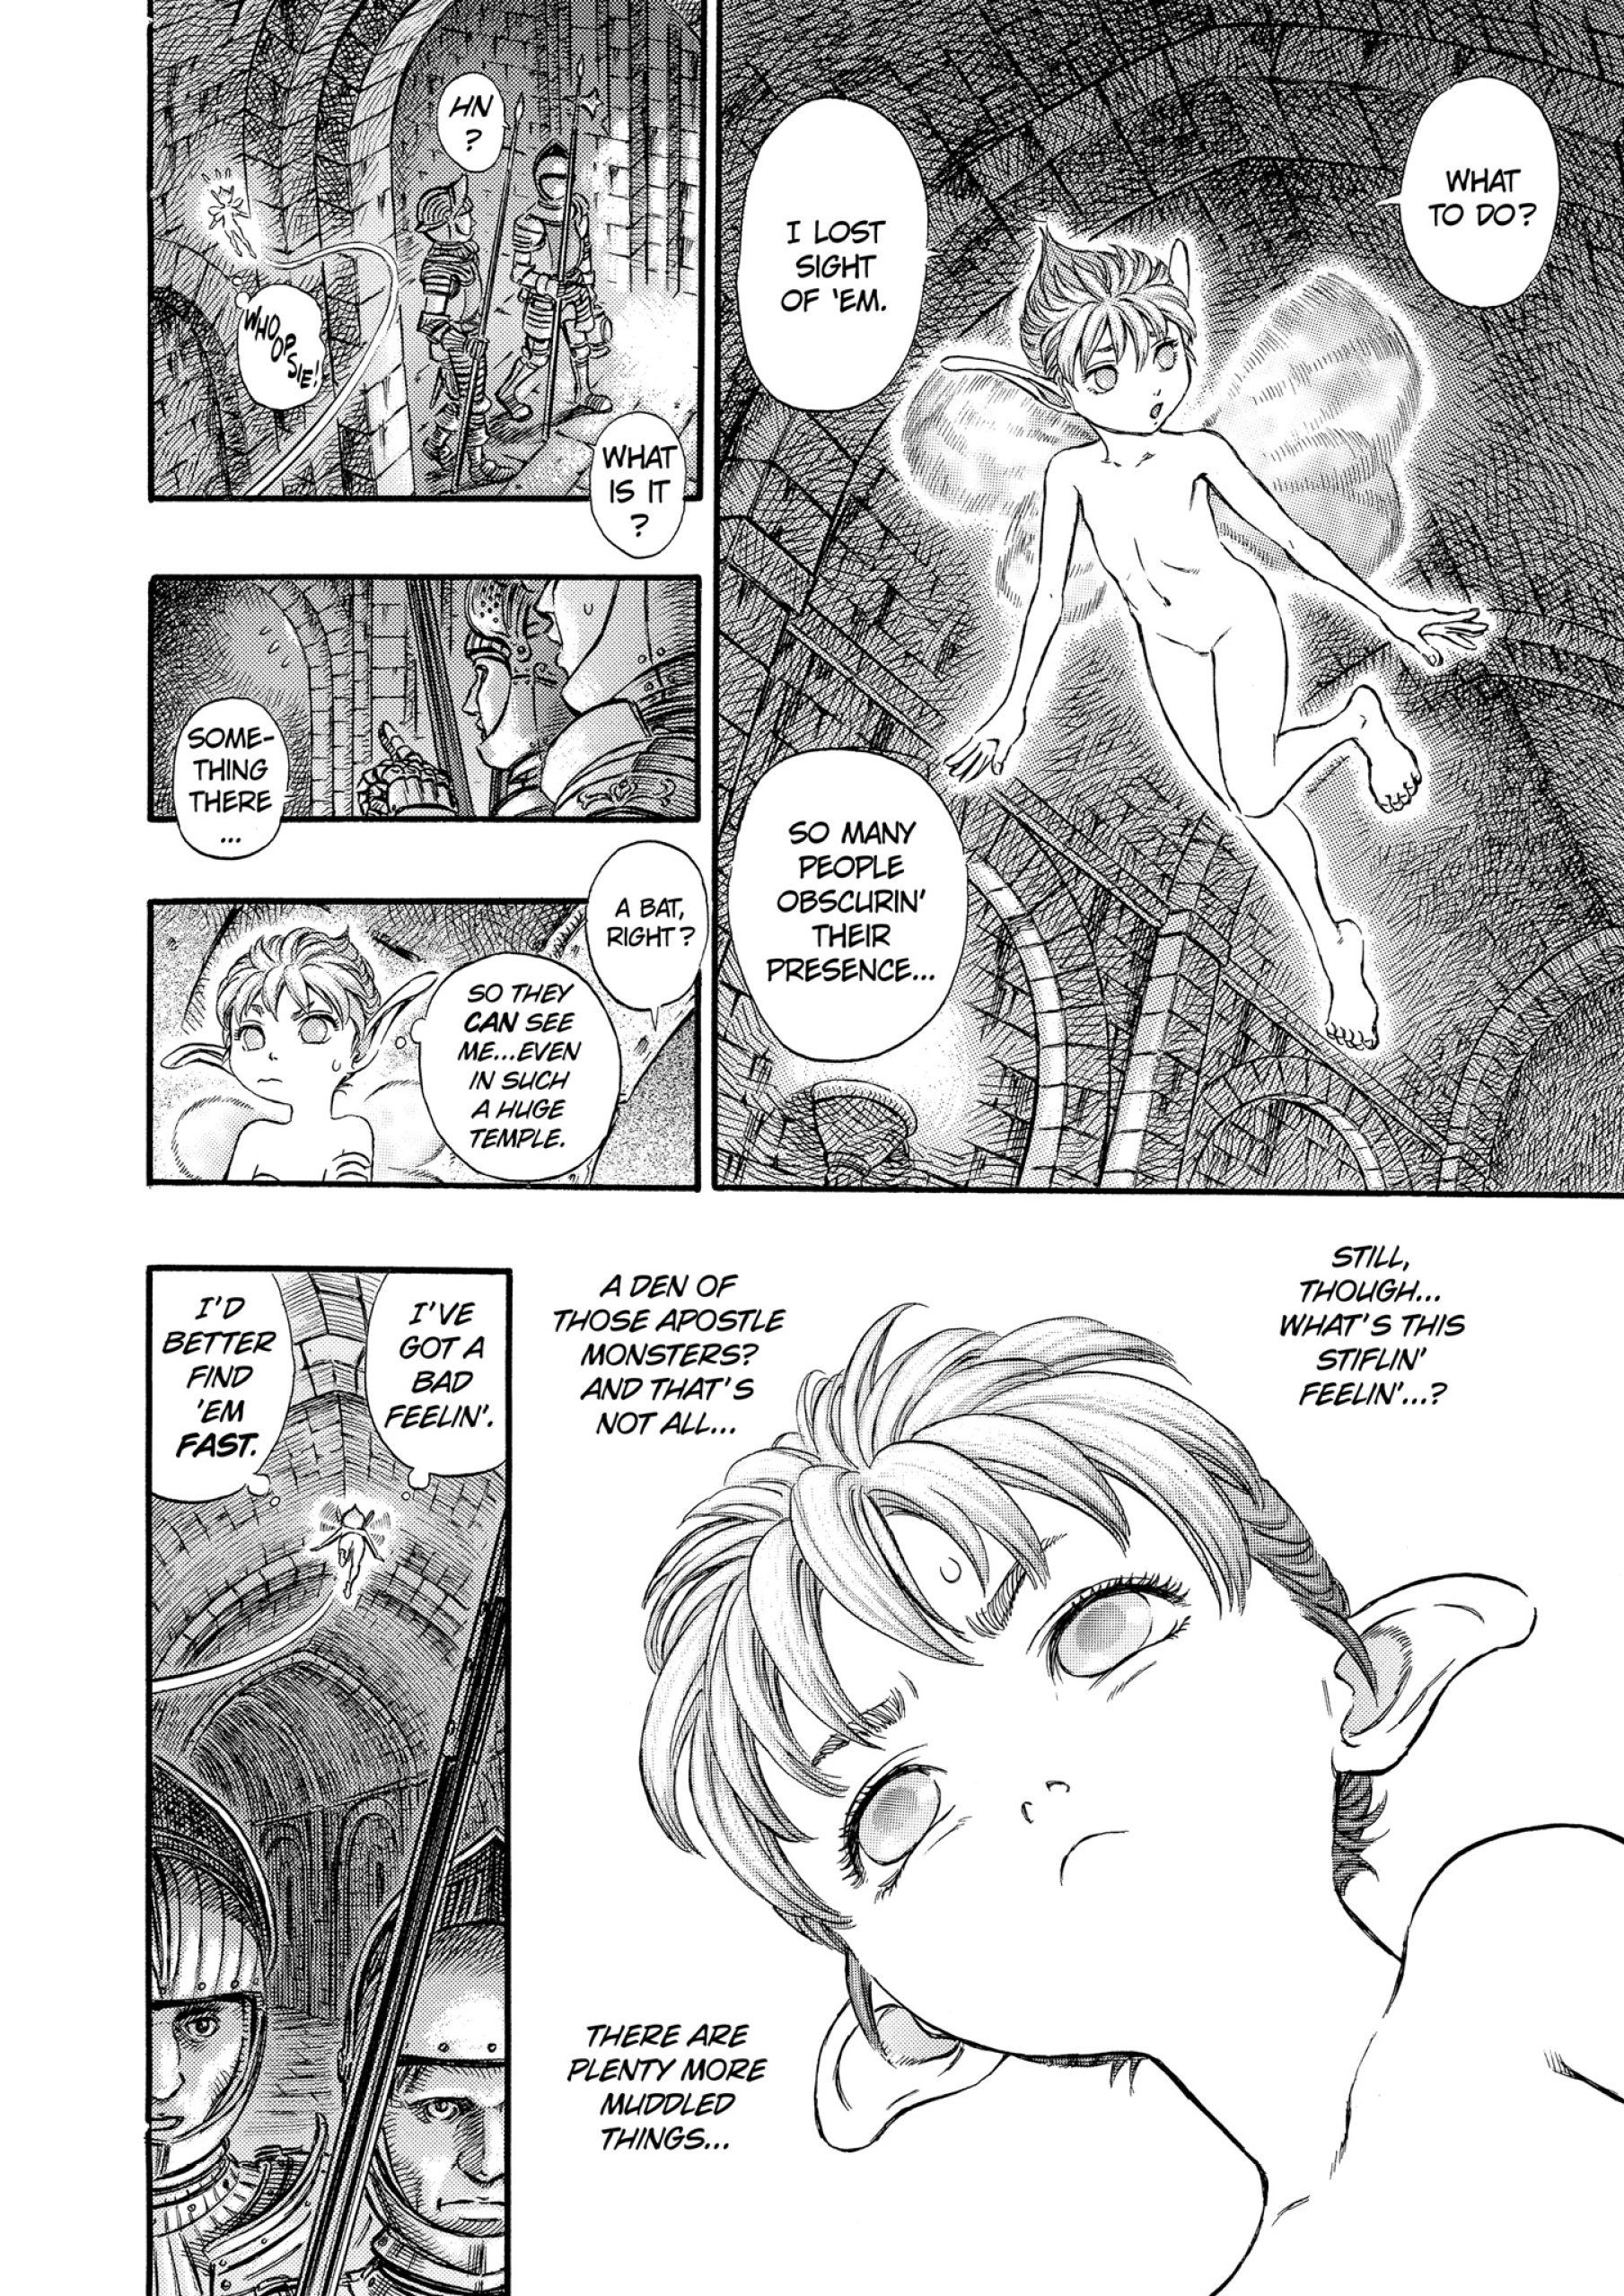 WHAT
TO DO?
I LOST
SIGHT
OF 'EM.
SO MANY
PEOPLE
OBSCURIN'
THEIR
PRESENCE...
HN
?
WHOOPSIE!
WHAT
IS IT
?
SOME-
THING
THERE
...
A BAT,
RIGHT?
SO THEY
CAN SEE
ME...EVEN
IN SUCH
A HUGE
TEMPLE.
STILL,
THOUGH...
WHAT'S THIS
STIFLIN'
FEELIN'...?
A DEN OF
THOSE APOSTLE
MONSTERS?
AND THAT'S
NOT ALL...
THERE ARE
PLENTY MORE
MUDDLED
THINGS...
I'VE
GOT A
BAD
FEELIN'.
I'D
BETTER
FIND
'EM
FAST.